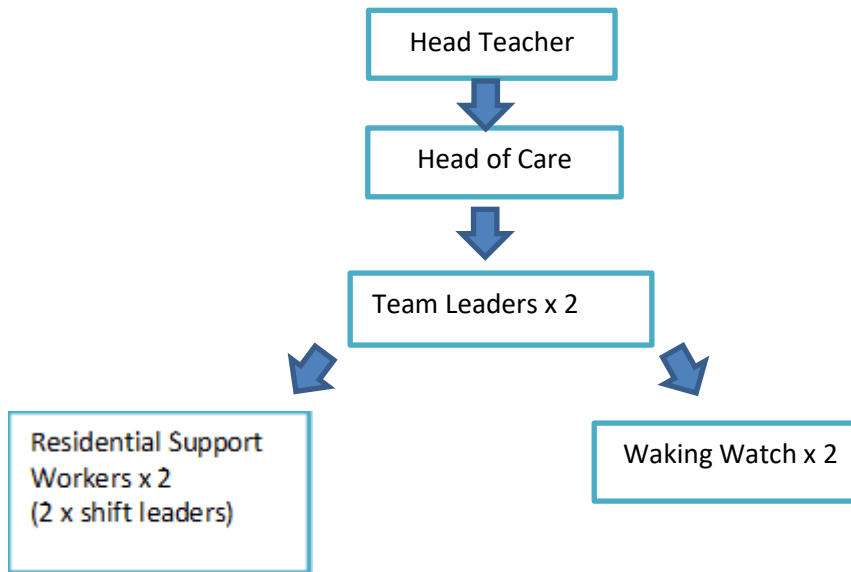 Head Teacher
Head of Care
Team Leaders x 2
Residential Support
Workers x 2
(2 x shift leaders)
Waking Watch x 2